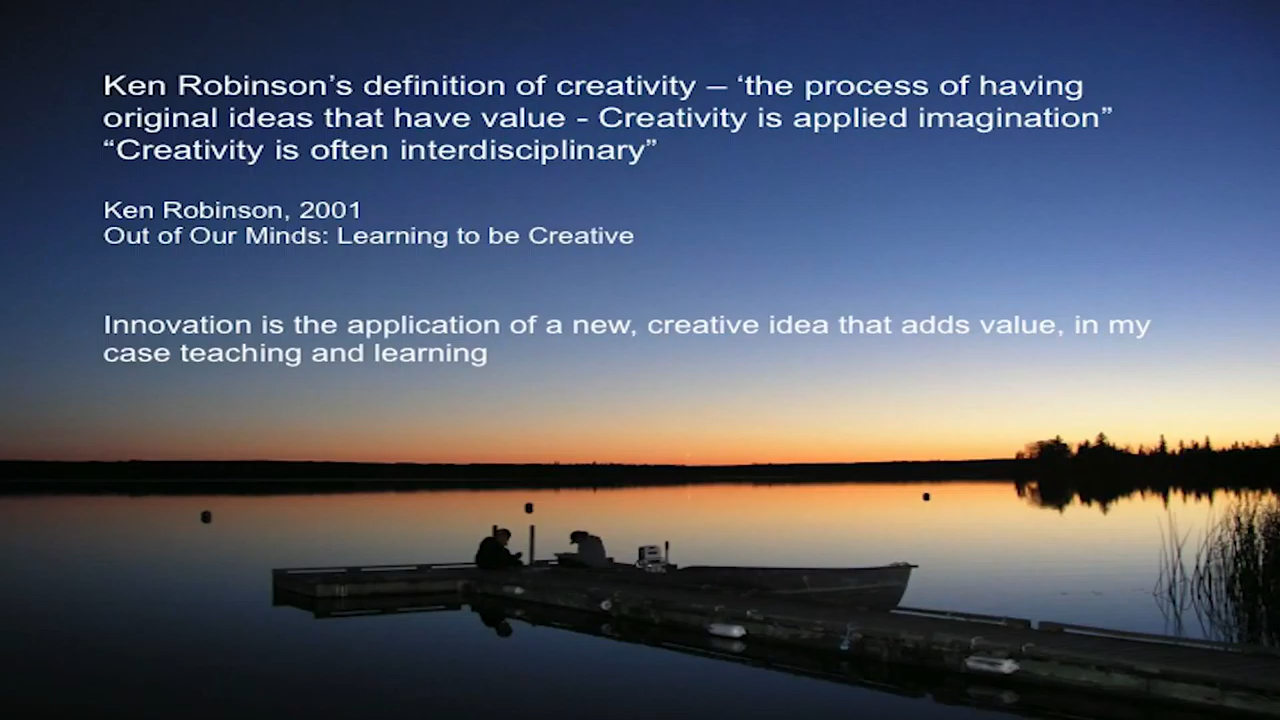 Ken Robinson’s definition of creativity – ‘the process of having
original ideas that have value - Creativity is applied imagination”
“Creativity is often interdisciplinary”
Ken Robinson, 2001
Out of Our Minds: Learning to be Creative
Innovation is the application of a new, creative idea that adds value, in my
case teaching and learning